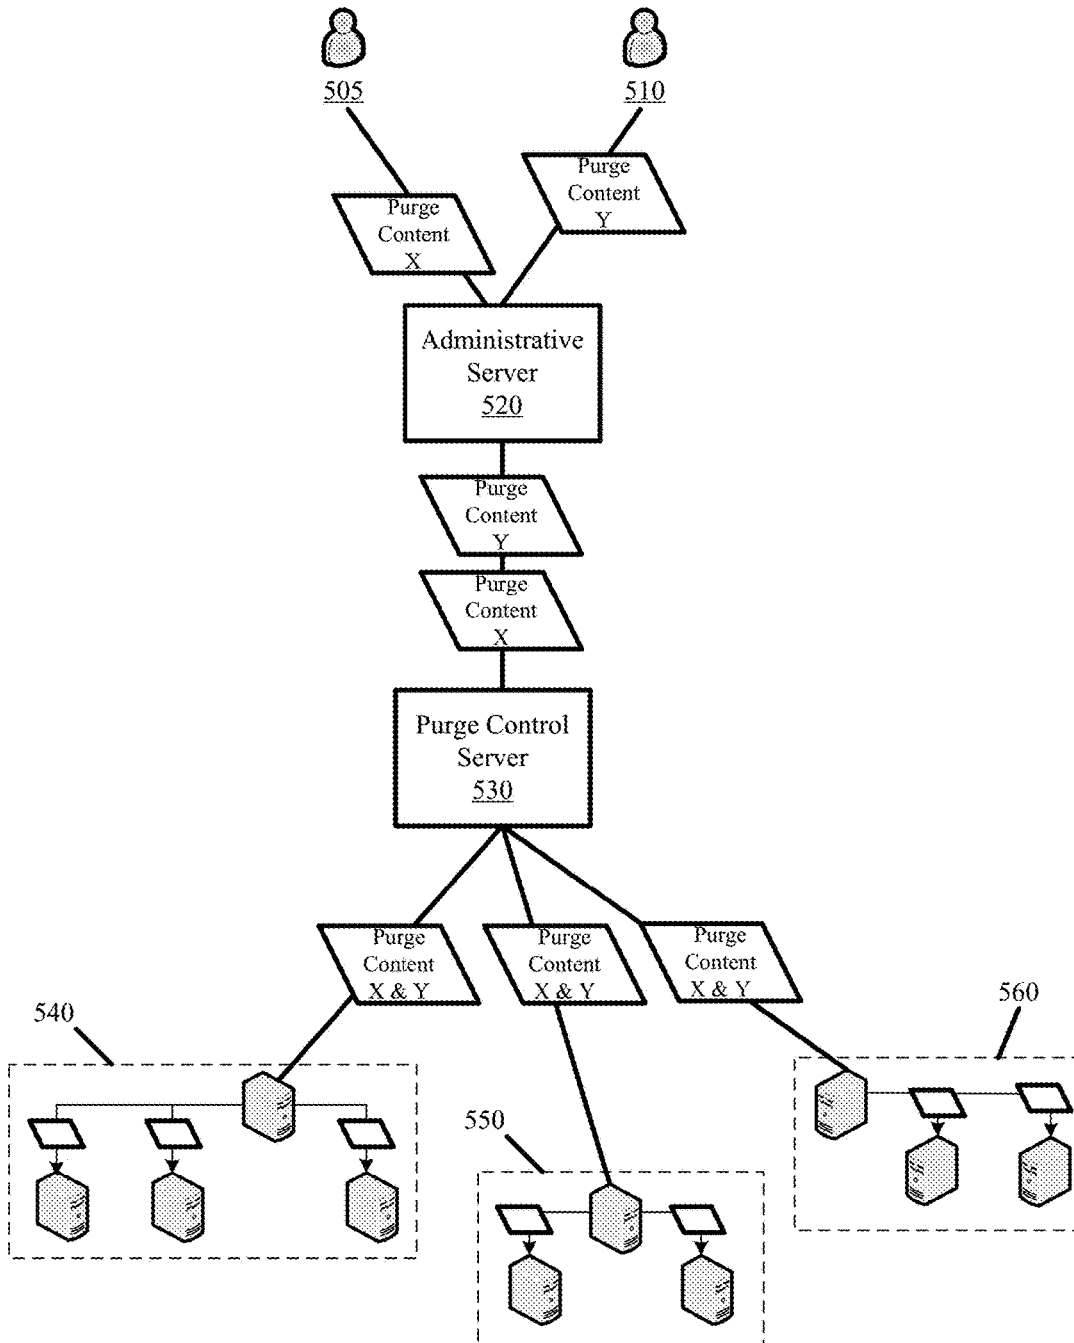 505
510
Purge
Content
Y
Purge
Content
X
Administrative
Server
520
Purge
Content
Y
Purge
Content
X
Purge Control
Server
530
Purge
Content
X & Y
Purge
Content
X & Y
Purge
Content
X & Y
540
560
550